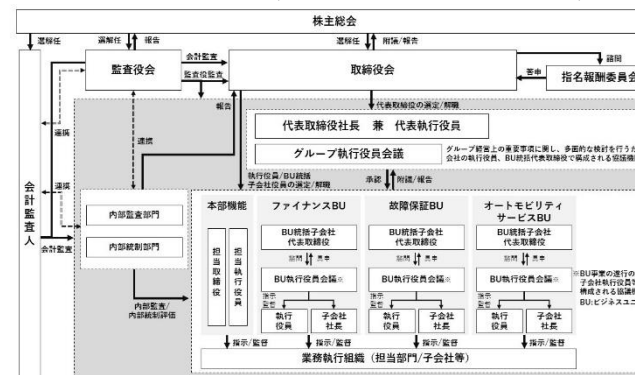 株主総会
選解任
選解任 報告
選解任 附議/報告
監査役会
会計監査
監査役監査
取締役会
諮問
答申
指名報酬委員会
報告
代表取締役の選定/解職
連携
連携
連携
代表取締役社長 兼 代表執行役員
グループ執行役員会議
グループ経営上の重要事項に関し、多面的な検討を行うた
会社の執行役員、BU統括代表取締役で構成される協議機
執行役員/BU統括
子会社役員の選定/解職
承認 附議/報告
会計監査人
会計監査
内部監査部門
内部統制部門
内部監査/
内部統制評価
本部機能
担当取締役
担当執行役員
ファイナンスBU
BU統括子会社
代表取締役
諮問 具申
BU執行役員会議※
指示
監督
執行
役員
子会社
社長
故障保証BU
BU統括子会社
代表取締役
諮問 具申
BU執行役員会議※
指示
監督
執行
役員
子会社
社長
オートモビリティ
サービスBU
BU統括子会社
代表取締役
諮問 具申
BU執行役員会議※
指示
監督
執行
役員
子会社
社長
※BU事業の遂行の
子会社執行役員等
構成される協議機
BU:ビジネスユニ
指示/監督
指示/監督
指示/監督
指示/監督
業務執行組織(担当部門/子会社等)